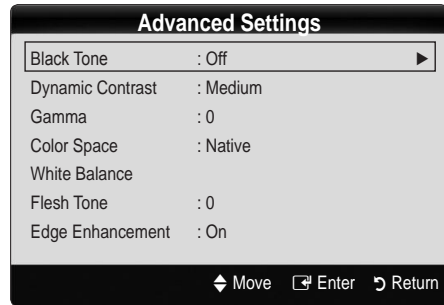 Advanced Settings
Black Tone : Off ▶
Dynamic Contrast : Medium
Gamma : 0
Color Space : Native
White Balance
Flesh Tone : 0
Edge Enhancement : On
Move Enter Return